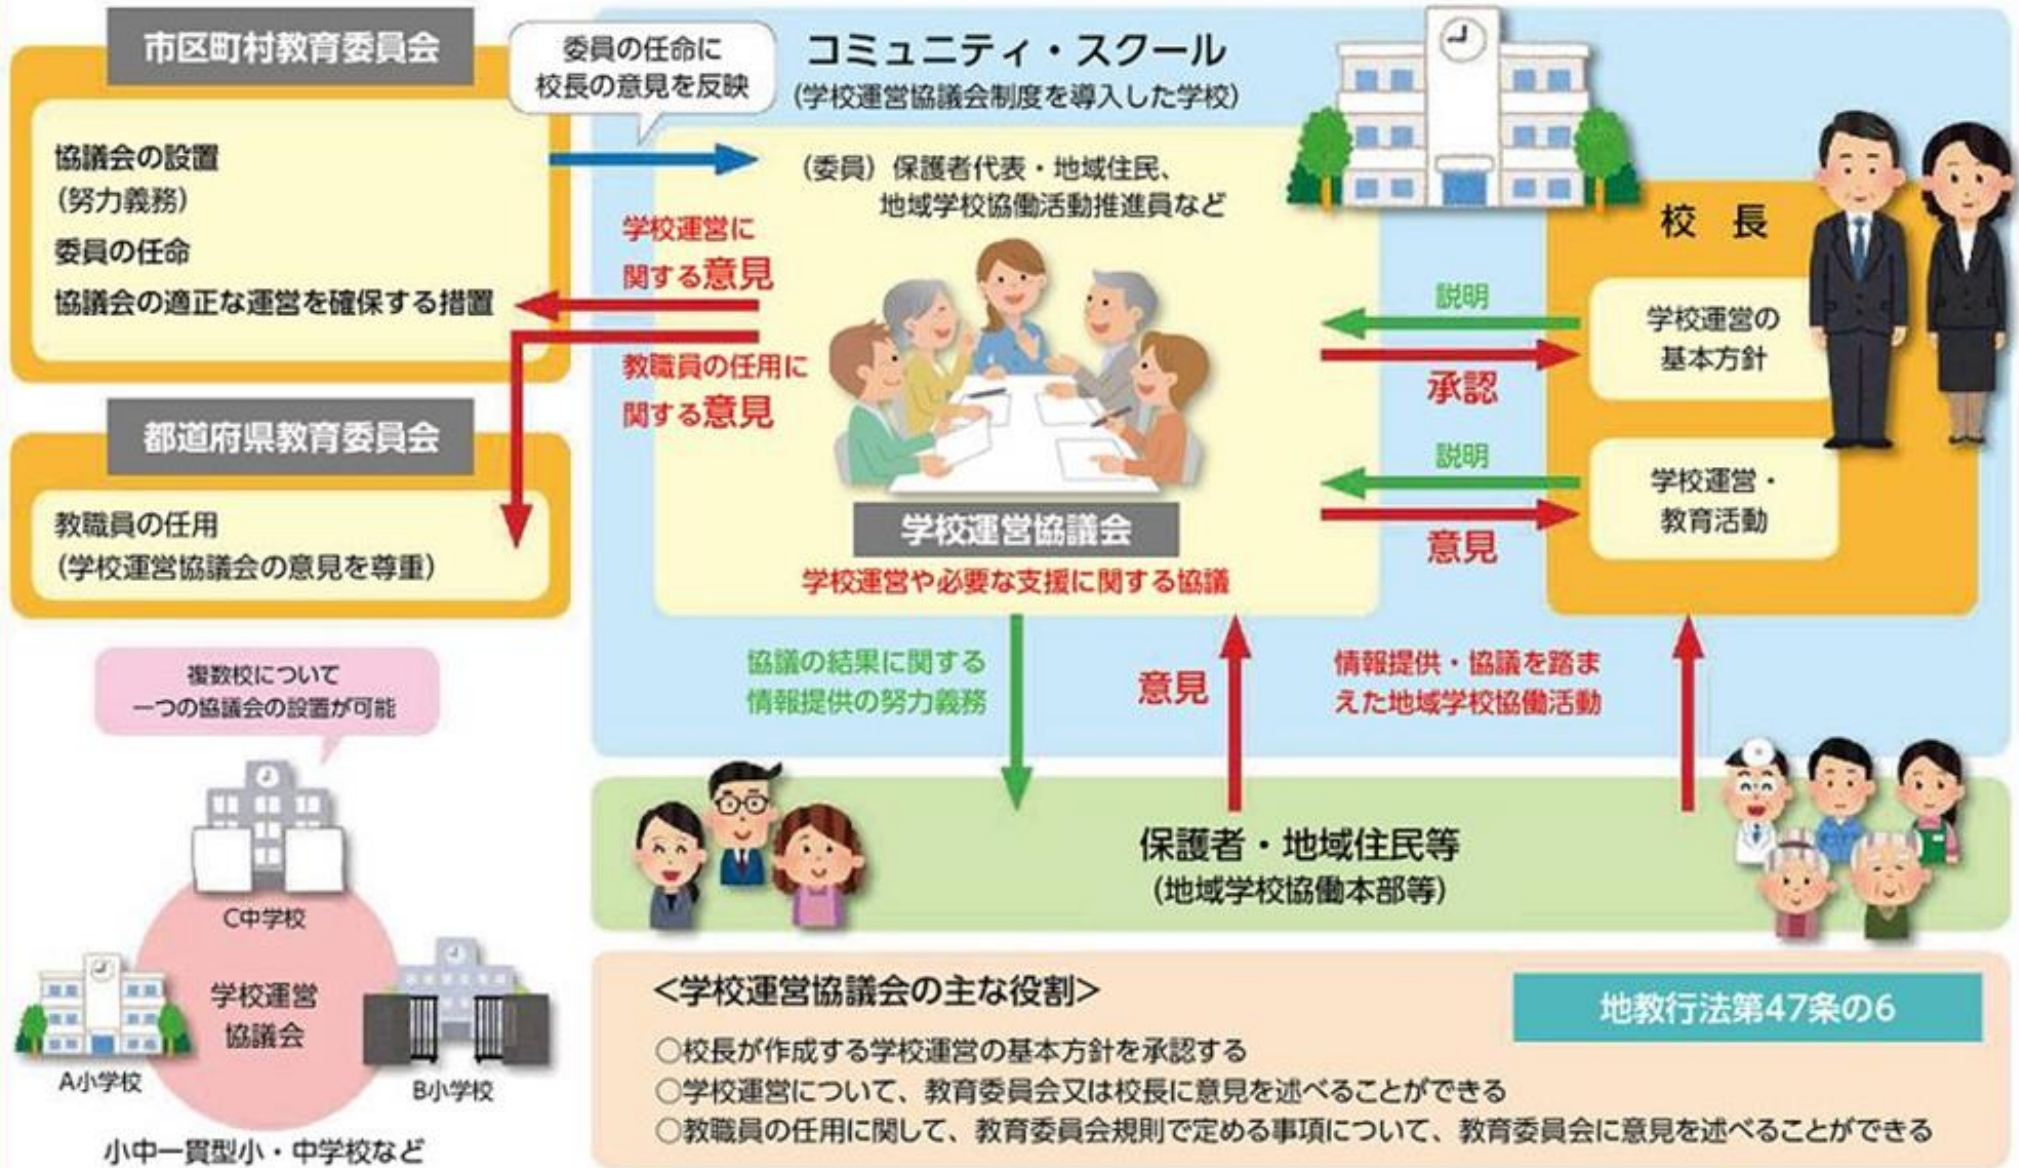 市区町村教育委員会
協議会の設置
(努力義務)
委員の任命
協議会の適正な運営を確保する措置
都道府県教育委員会
教職員の任用
(学校運営協議会の意見を尊重)
委員の任命に
校長の意見を反映
コミュニティ・スクール
(学校運営協議会制度を導入した学校)
(委員) 保護者代表・地域住民、
地域学校協働活動推進員など
学校運営に
関する意見
教職員の任用に
関する意見
学校運営協議会
学校運営や必要な支援に関する協議
校 長
説明
承認
学校運営の
基本方針
説明
意見
学校運営・
教育活動
協議の結果に関する
情報提供の努力義務
意見
情報提供・協議を踏ま
えた地域学校協働活動
保護者・地域住民等
(地域学校協働本部等)
複数校について
一つの協議会の設置が可能
C中学校
学校運営
協議会
A小学校
B小学校
小中一貫型小・中学校など
<学校運営協議会の主な役割>
地教行法第47条の6
○校長が作成する学校運営の基本方針を承認する
○学校運営について、教育委員会又は校長に意見を述べることができる
○教職員の任用に関して、教育委員会規則で定める事項について、教育委員会に意見を述べることができる